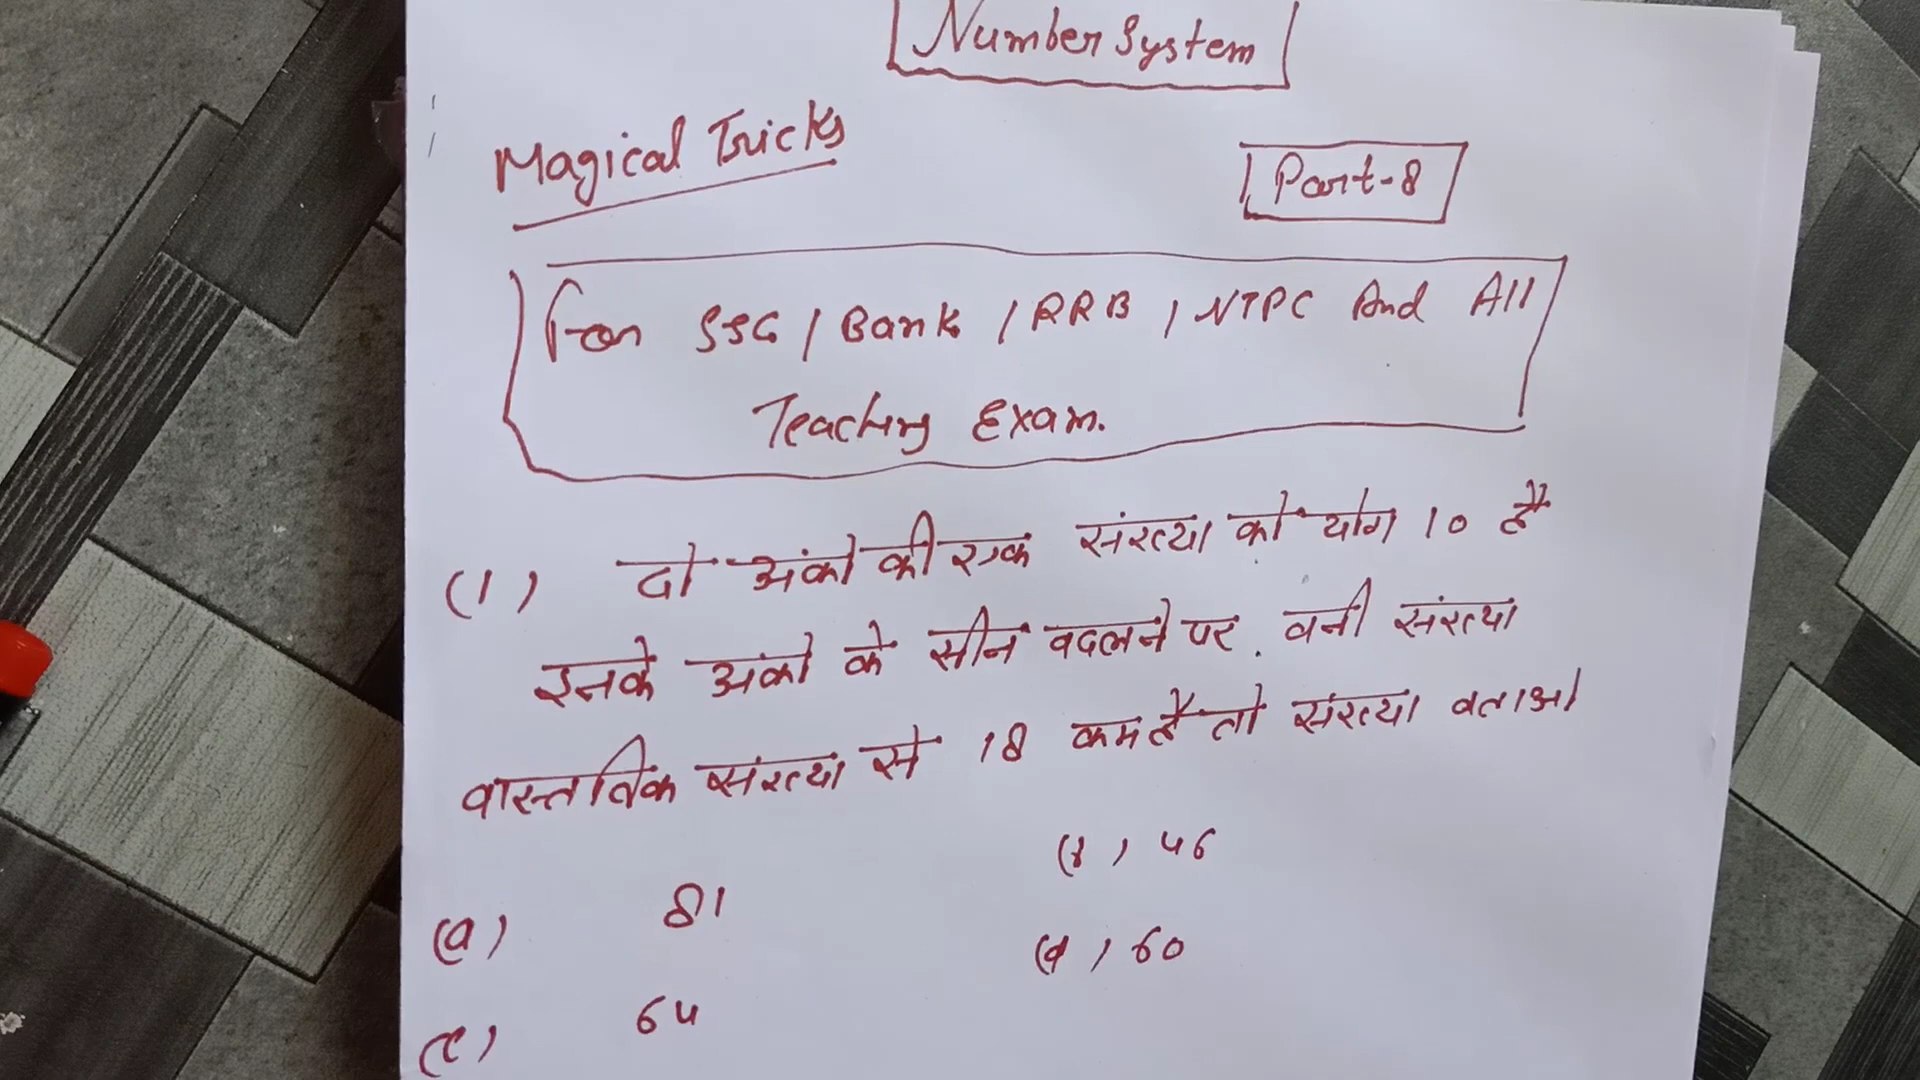 Number System
Magical Tricks
Part-8
For SSC / Bank / RRB / NTPC And All
Teaching Exam.
(1) दो अंको की एक संख्या को योग 10 है
इनके अंको के सीन बदलने पर बनी संख्या
वास्तविक संख्या से 18 कम है तो संख्या बताओ
(a) 81
(b) 46
(c) 64
(d) 60